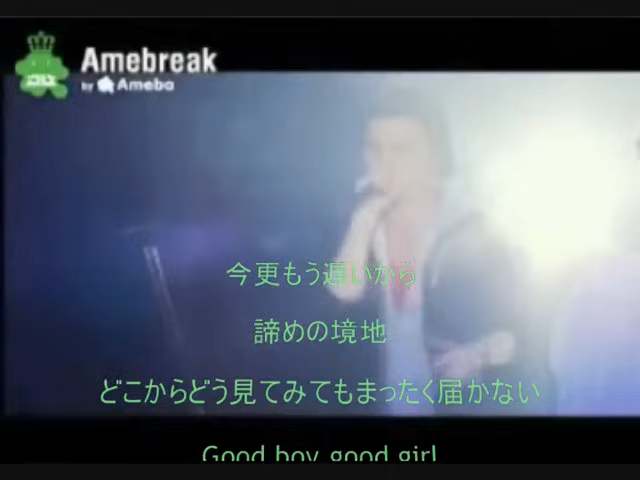 Amebreak
by Ameba
今更もう遅いから
諦めの境地
どこからどう見てみてもまったく届かない
Good boy good girl